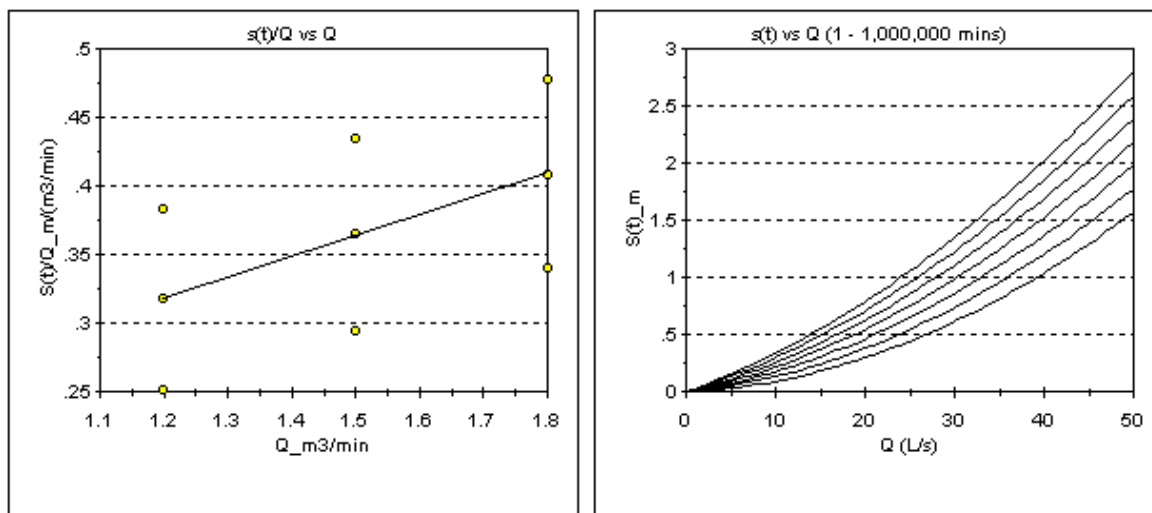 s(t)/Q vs Q
.5
.45
.4
.35
.3
.25
S(t)/Q_m/(m3/min)
1.1 1.2 1.3 1.4 1.5 1.6 1.7 1.8
Q_m3/min
s(t) vs Q (1 - 1,000,000 mins)
3
2.5
2
1.5
1
.5
0
S(t)_m
0 10 20 30 40 50
Q (L/s)